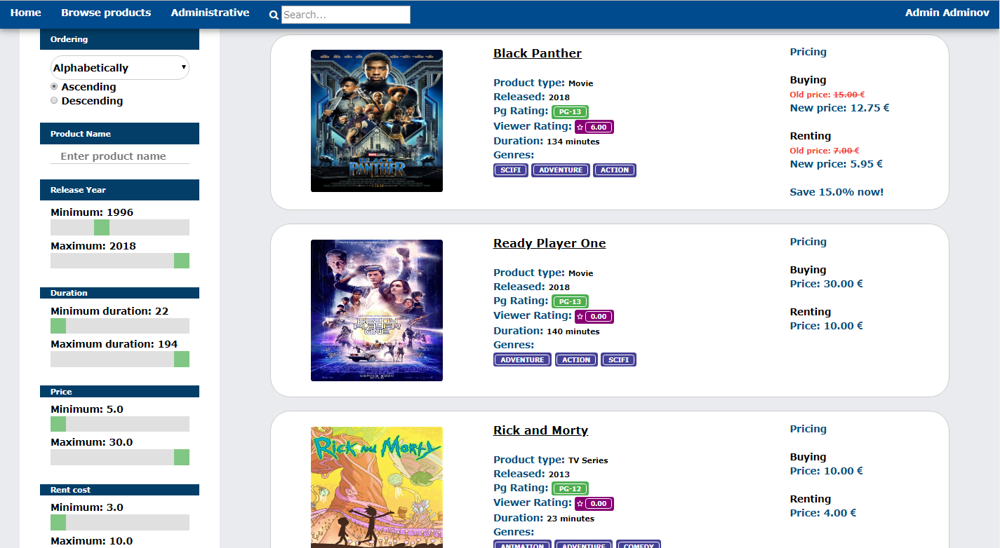 Home Browse products Administrative Search... Admin Adminov
Ordering
Alphabetically
Ascending
Descending
Product Name
Enter product name
Release Year
Minimum: 1996
Maximum: 2018
Duration
Minimum duration: 22
Maximum duration: 194
Price
Minimum: 5.0
Maximum: 30.0
Rent cost
Minimum: 3.0
Maximum: 10.0
MARVEL STUDIOS
BLACK
PANTHER
Black Panther
Product type: Movie
Released: 2018
Pg Rating: PG-13
Viewer Rating: ☆ 6.00
Duration: 134 minutes
Genres:
SCIFI ADVENTURE ACTION
Pricing
Buying
Old price: 15.00 €
New price: 12.75 €
Renting
Old price: 7.00 €
New price: 5.95 €
Save 15.0% now!
READY
PLAYER
ONE
COMING SOON
Ready Player One
Product type: Movie
Released: 2018
Pg Rating: PG-13
Viewer Rating: ☆ 0.00
Duration: 140 minutes
Genres:
ADVENTURE ACTION SCIFI
Pricing
Buying
Price: 30.00 €
Renting
Price: 10.00 €
Rick and Morty
Rick and Morty
Product type: TV Series
Released: 2013
Pg Rating: PG-12
Viewer Rating: ☆ 0.00
Duration: 23 minutes
Genres:
ANIMATION ADVENTURE COMEDY
Pricing
Buying
Price: 10.00 €
Renting
Price: 4.00 €